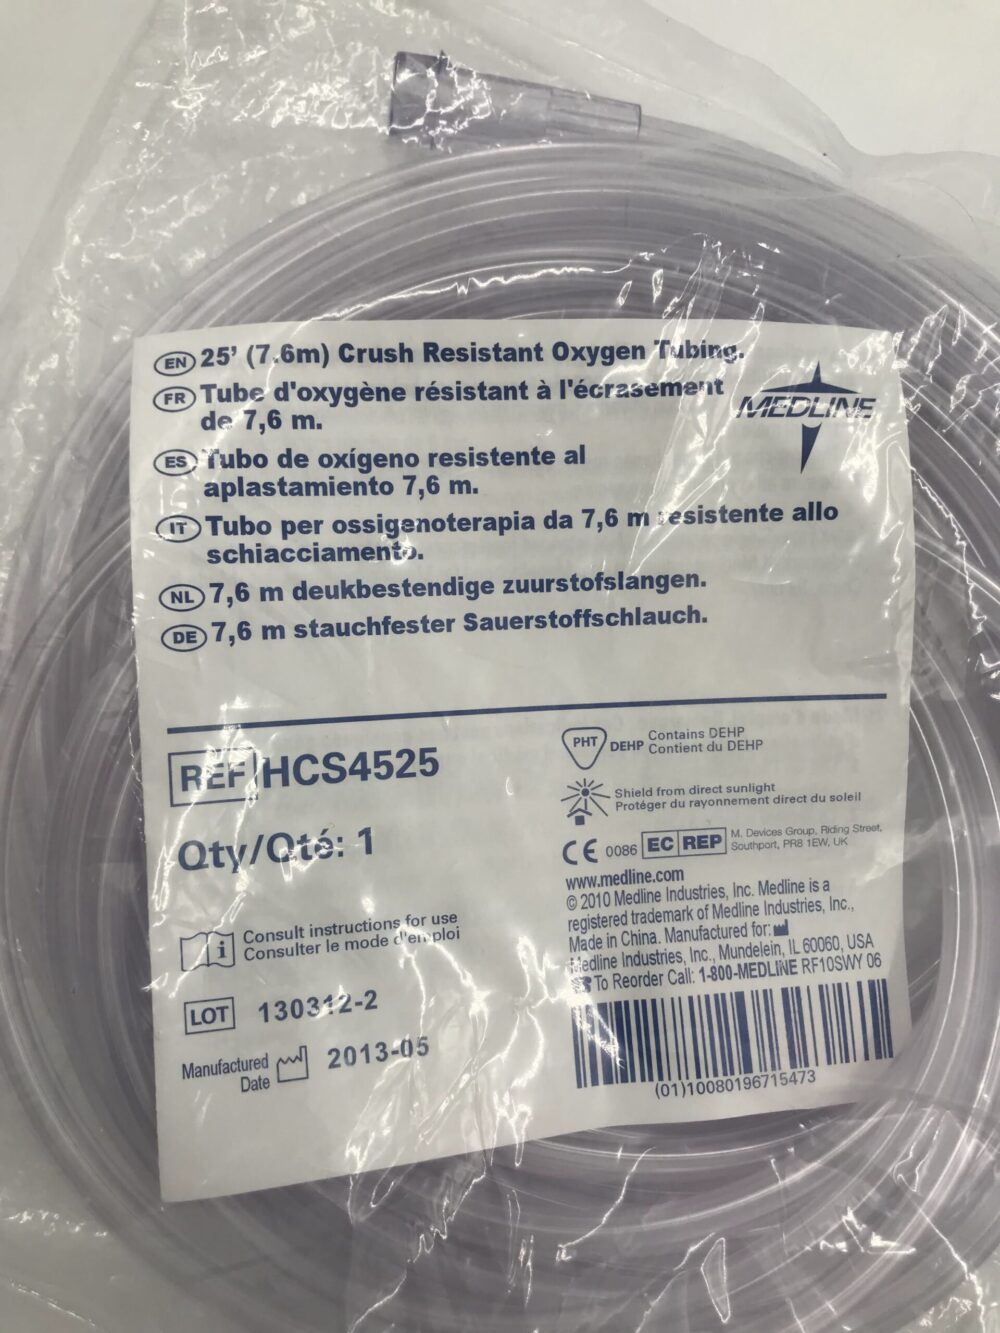 EN 25' (7.6m) Crush Resistant Oxygen Tubing.
FR Tube d'oxygène résistant à l'écrasement
de 7,6 m.
MEDLINE
ES Tubo de oxígeno resistente al
aplastamiento 7,6 m.
IT Tubo per ossigenoterapia da 7,6 m resistente allo
schiacciamento.
NL 7,6 m deukbestendige zuurstofslangen.
DE 7,6 m stauchfester Sauerstoffschlauch.
REF HCS4525
Qty/Qté: 1
Consult instructions for use
Consulter le mode d'emploi
LOT 130312-2
Manufactured
Date
2013-05
PHT DEHP
Contains DEHP
Contient du DEHP
Shield from direct sunlight
Protéger du rayonnement direct du soleil
CE 0086 EC REP
M. Devices Group, Riding Street,
Southport, PR8 1EW, UK
www.medline.com
© 2010 Medline Industries, Inc. Medline is a
registered trademark of Medline Industries, Inc.,
Made in China. Manufactured for:
Medline Industries, Inc., Mundelein, IL 60060, USA
To Reorder Call: 1-800-MEDLINE RF10SWY 06
(01)10080196715473